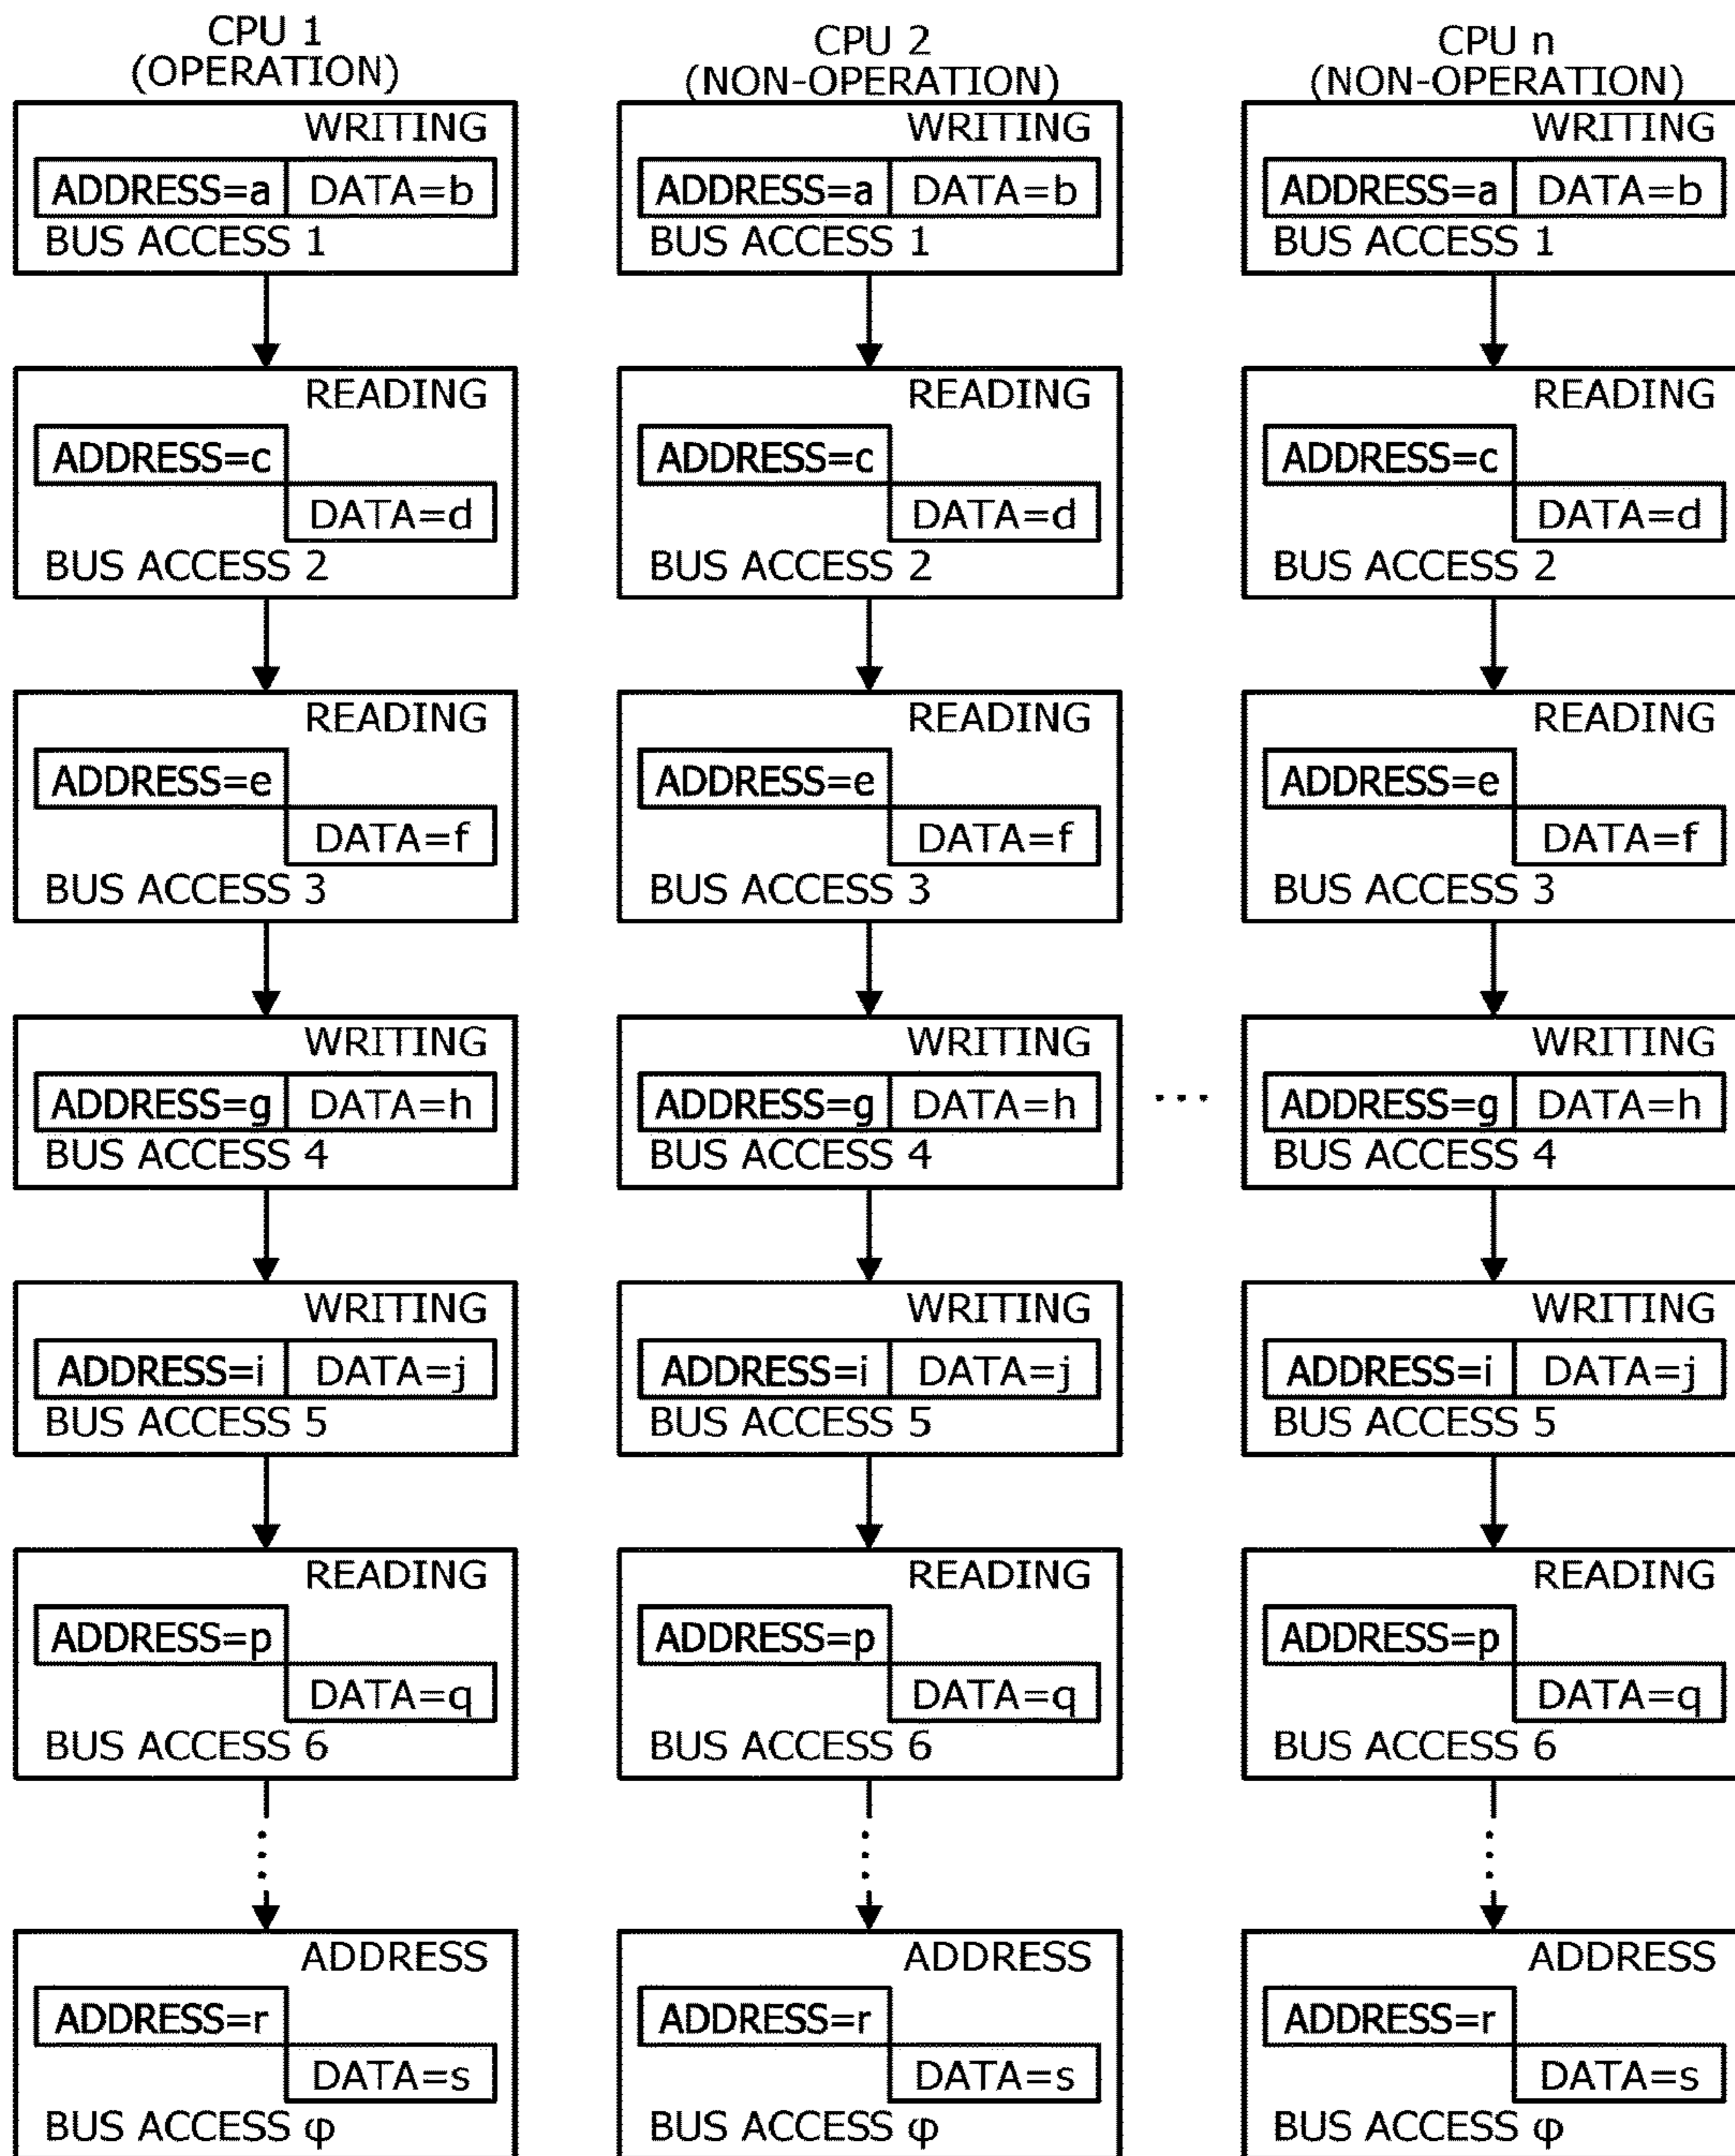 CPU 1
(OPERATION)
WRITING
ADDRESS=a DATA=b
BUS ACCESS 1
READING
ADDRESS=c
DATA=d
BUS ACCESS 2
READING
ADDRESS=e
DATA=f
BUS ACCESS 3
WRITING
ADDRESS=g DATA=h
BUS ACCESS 4
WRITING
ADDRESS=i DATA=j
BUS ACCESS 5
READING
ADDRESS=p
DATA=q
BUS ACCESS 6
ADDRESS
ADDRESS=r
DATA=s
BUS ACCESS φ
CPU 2
(NON-OPERATION)
WRITING
ADDRESS=a DATA=b
BUS ACCESS 1
READING
ADDRESS=c
DATA=d
BUS ACCESS 2
READING
ADDRESS=e
DATA=f
BUS ACCESS 3
WRITING
ADDRESS=g DATA=h
BUS ACCESS 4
WRITING
ADDRESS=i DATA=j
BUS ACCESS 5
READING
ADDRESS=p
DATA=q
BUS ACCESS 6
ADDRESS
ADDRESS=r
DATA=s
BUS ACCESS φ
...
CPU n
(NON-OPERATION)
WRITING
ADDRESS=a DATA=b
BUS ACCESS 1
READING
ADDRESS=c
DATA=d
BUS ACCESS 2
READING
ADDRESS=e
DATA=f
BUS ACCESS 3
WRITING
ADDRESS=g DATA=h
BUS ACCESS 4
WRITING
ADDRESS=i DATA=j
BUS ACCESS 5
READING
ADDRESS=p
DATA=q
BUS ACCESS 6
ADDRESS
ADDRESS=r
DATA=s
BUS ACCESS φ